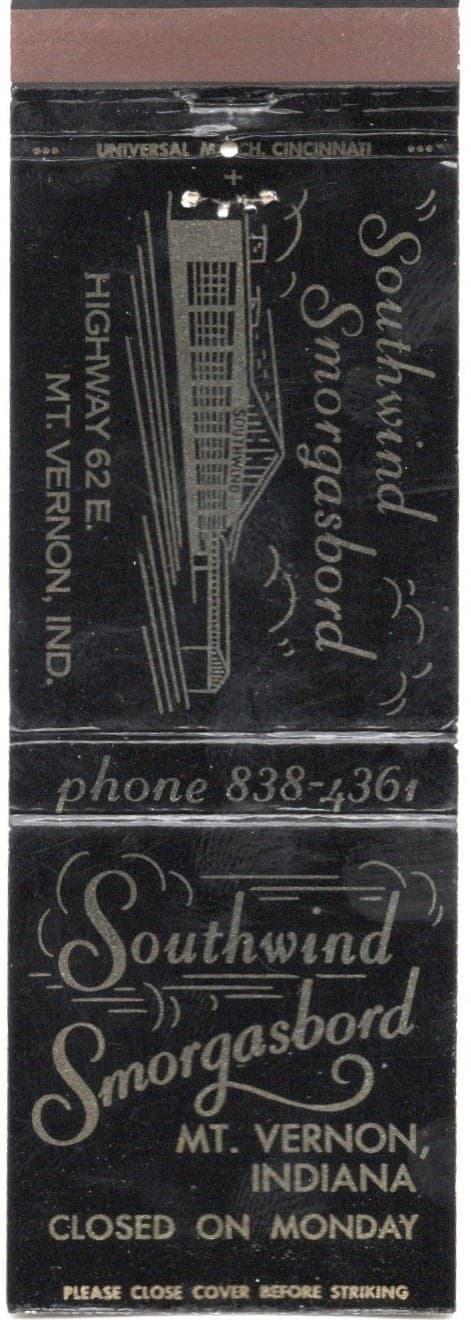 UNIVERSAL MATCH, CINCINNATI
Southwind
Smorgasbord
SOUTHWIND
HIGHWAY 62 E.
MT. VERNON, IND.
phone 838-4361
Southwind
Smorgasbord
MT. VERNON,
INDIANA
CLOSED ON MONDAY
PLEASE CLOSE COVER BEFORE STRIKING